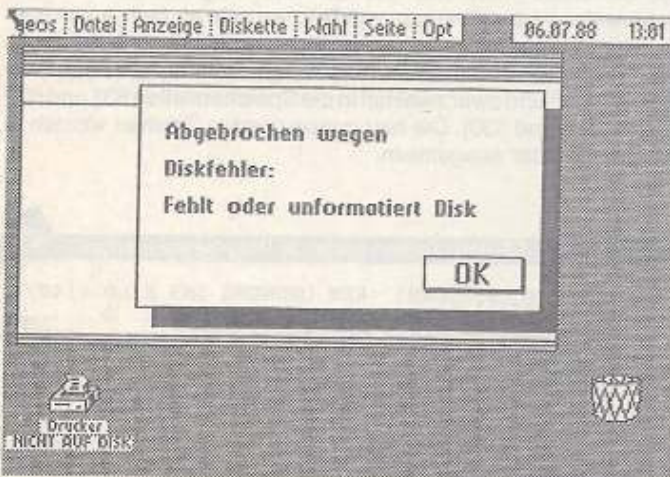 geos Datei Anzeige Diskette Wahl Seite Opt 06.07.88 13:01
Abgebrochen wegen
Diskfehler:
Fehlt oder unformatiert Disk
OK
Drucker
NICHT AUF DISK